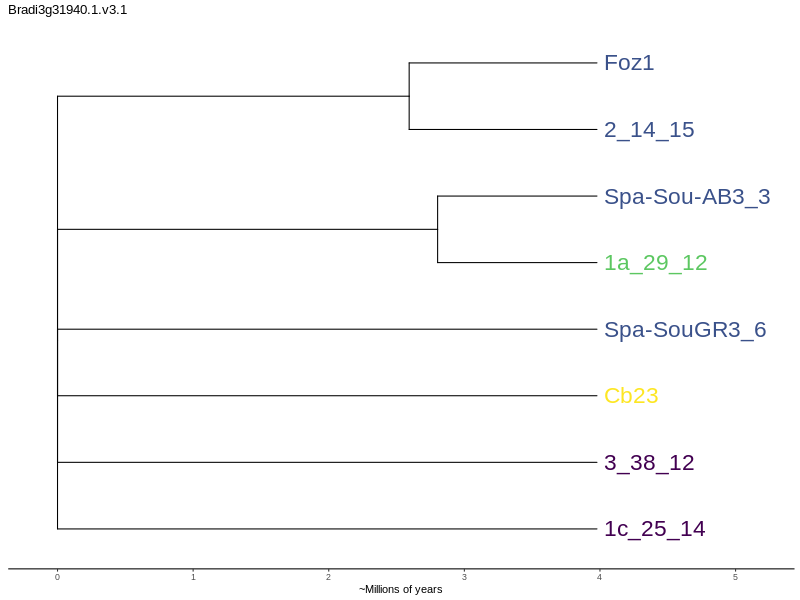 Bradi3g31940.1.v3.1
Foz1
2_14_15
Spa-Sou-AB3_3
1a_29_12
Spa-SouGR3_6
Cb23
3_38_12
1c_25_14
0 1 2 3 4 5
~Millions of years